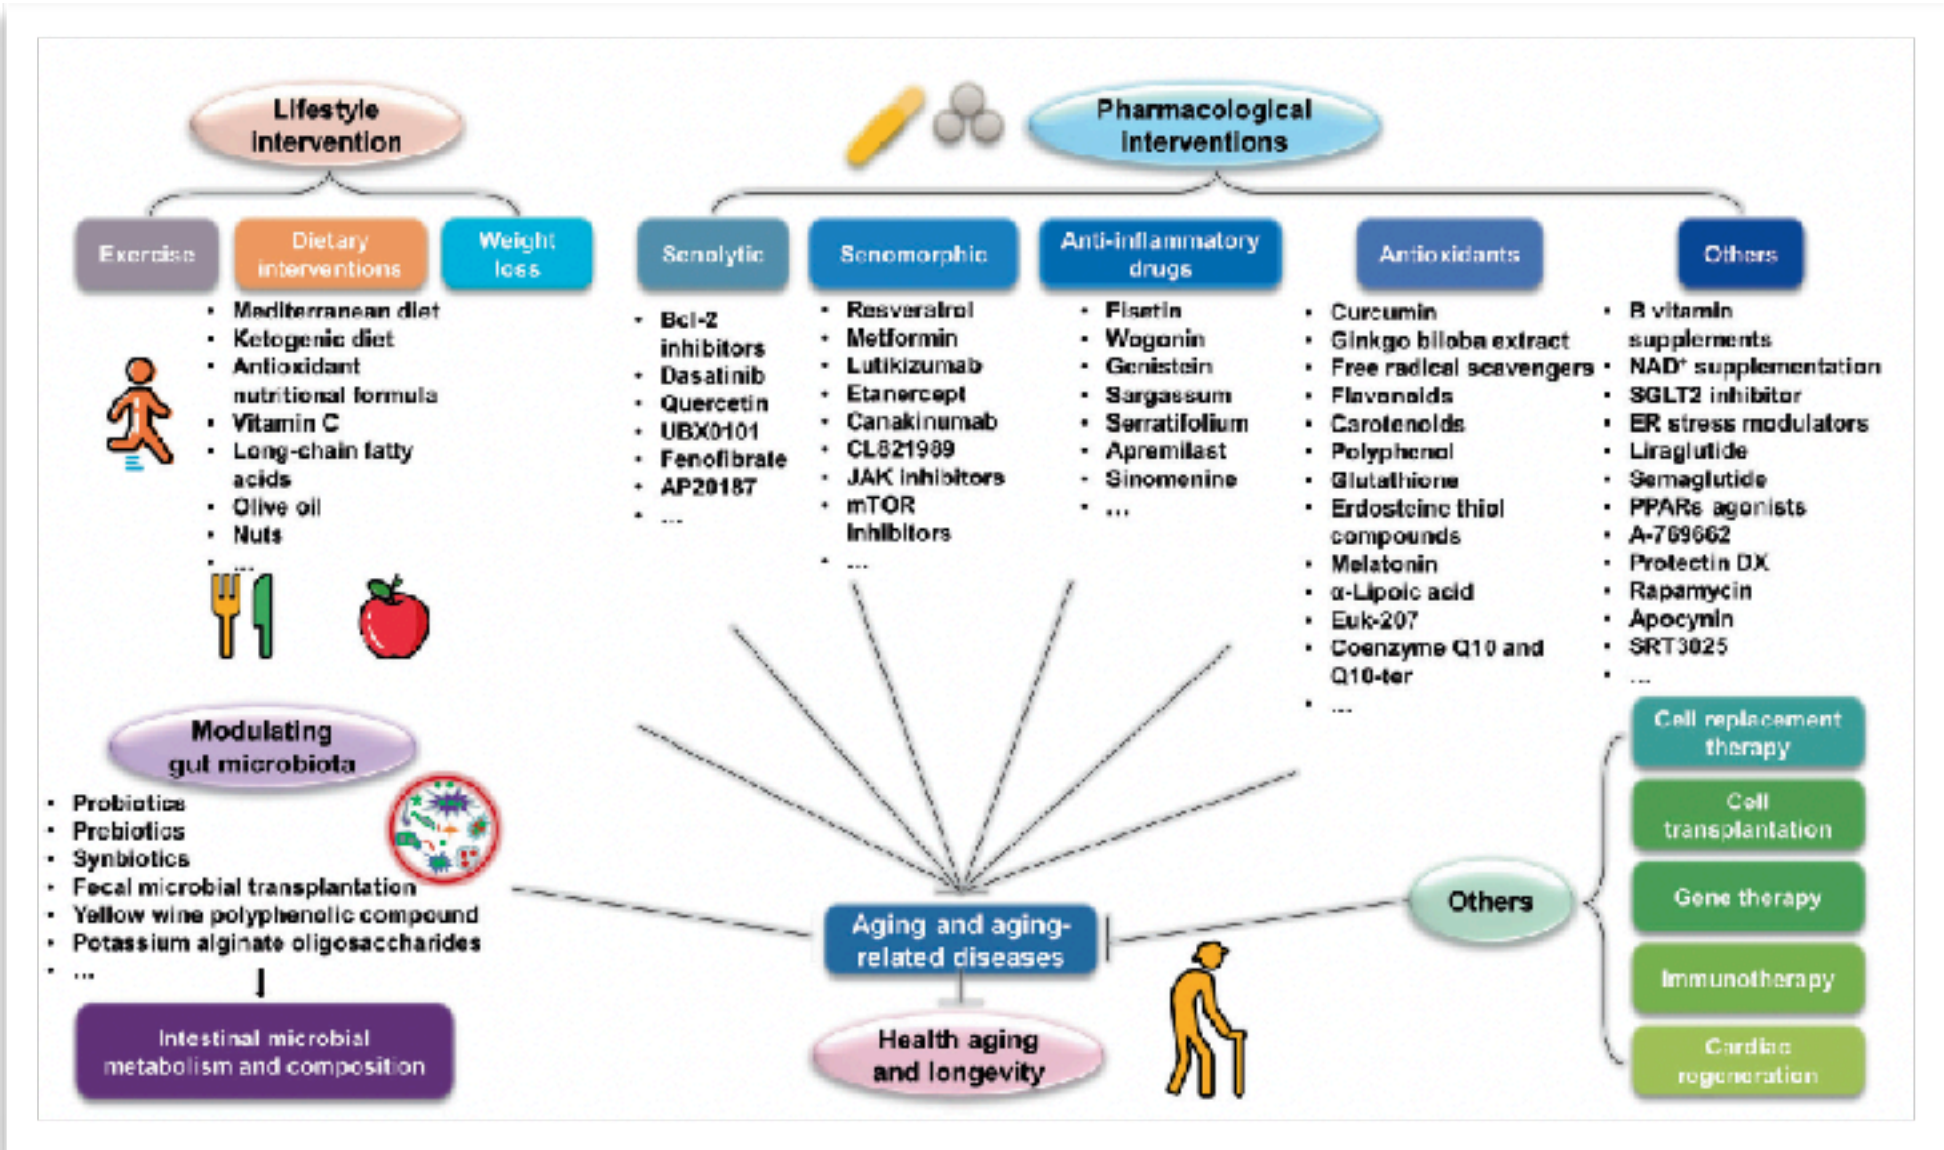 Lifestyle
intervention
Pharmacological
interventions
Exercise
Dietary
interventions
Weight
loss
• Mediterranean diet
• Ketogenic diet
• Antioxidant
nutritional formula
• Vitamin C
• Long-chain fatty
acids
• Olive oil
• Nuts
• ...
Senolytic
• Bcl-2
inhibitors
• Dasatinib
• Quercetin
• UBX0101
• Fenofibrate
• AP20187
• ...
Senomorphic
• Resveratrol
• Metformin
• Lutikizumab
• Etanercept
• Canakinumab
• CL821989
• JAK inhibitors
• mTOR
inhibitors
• ...
Anti-inflammatory
drugs
• Fisetin
• Wogonin
• Genistein
• Sargassum
• Serratifolium
• Apremilast
• Sinomenine
• ...
Antioxidants
• Curcumin
• Ginkgo biloba extract
• Free radical scavengers
• Flavonoids
• Carotenoids
• Polyphenol
• Glutathione
• Erdosteine thiol
compounds
• Melatonin
• α-Lipoic acid
• Euk-207
• Coenzyme Q10 and
Q10-ter
• ...
Others
• B vitamin
supplements
• NAD⁺ supplementation
• SGLT2 inhibitor
• ER stress modulators
• Liraglutide
• Semaglutide
• PPARs agonists
• A-769662
• Protectin DX
• Rapamycin
• Apocynin
• SRT3025
• ...
Modulating
gut microbiota
• Probiotics
• Prebiotics
• Synbiotics
• Fecal microbial transplantation
• Yellow wine polyphenolic compound
• Potassium alginate oligosaccharides
• ...
Intestinal microbial
metabolism and composition
Aging and aging-
related diseases
Health aging
and longevity
Others
Cell replacement
therapy
Cell
transplantation
Gene therapy
Immunotherapy
Cardiac
regeneration